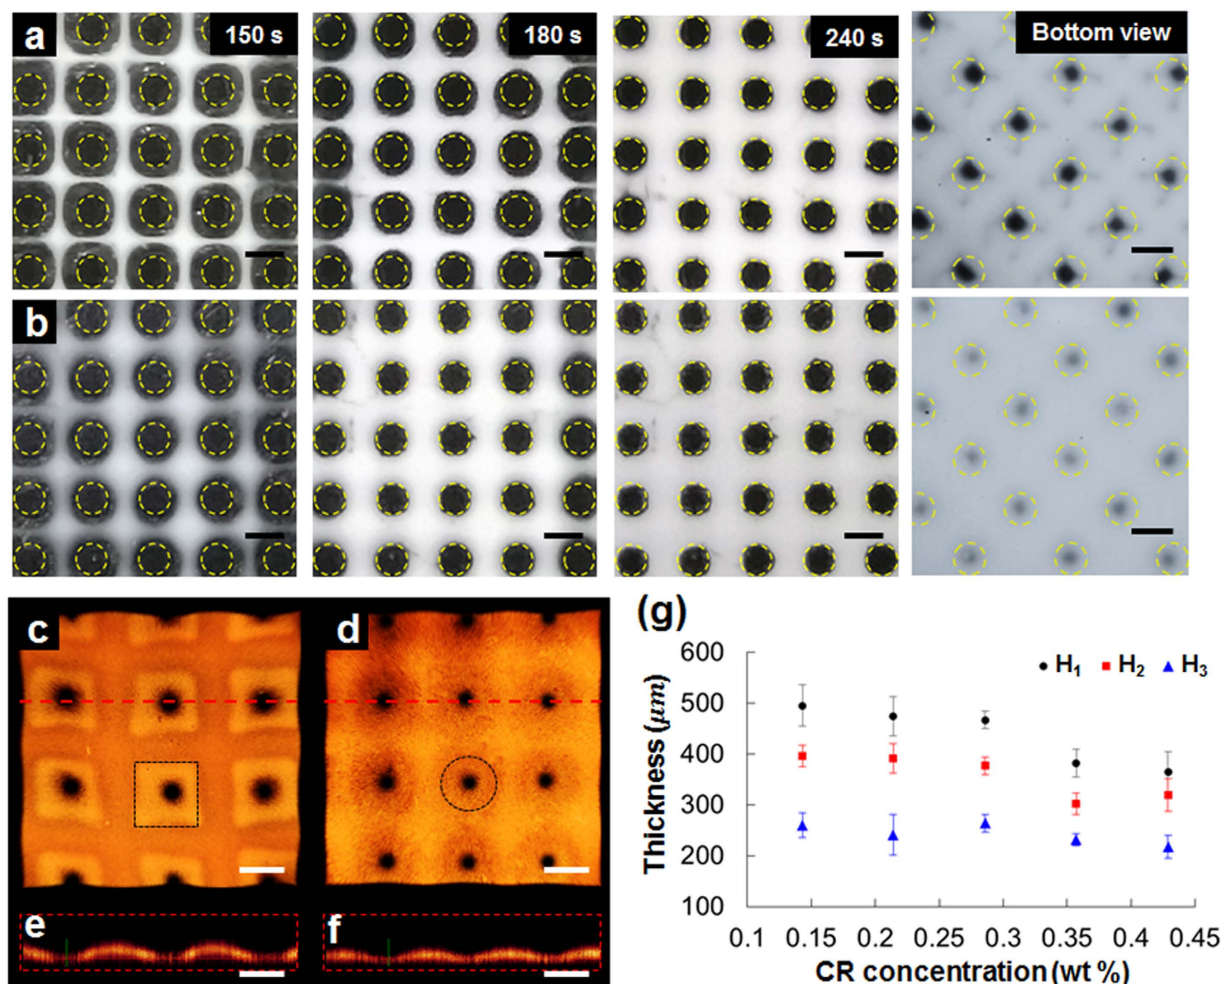 a
150 s
180 s
240 s
Bottom view
b
c
d
e
f
(g)
H1
H2
H3
600
500
400
300
200
100
Thickness (μm)
0.1
0.15
0.2
0.25
0.3
0.35
0.4
0.45
CR concentration (wt %)